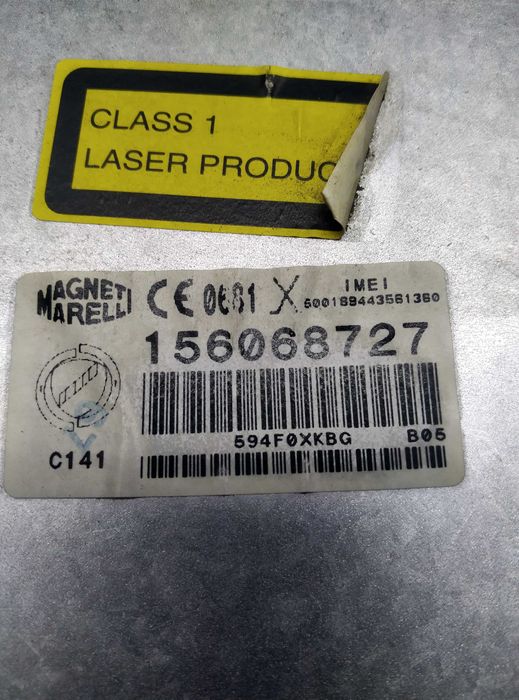 CLASS 1
LASER PRODUC
MAGNETI
MARELLI
CE 0681 X
IMEI
600189443561360
156068727
594F0XKBG B05
C141